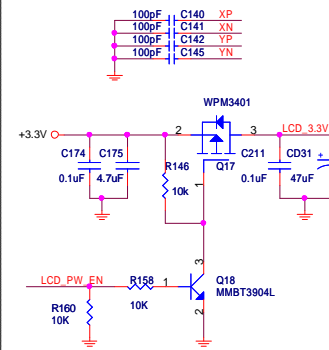 100pF C140 XP
100pF C141 XN
100pF C142 YP
100pF C145 YN
WPM3401
+3.3V 2 3 LCD_3.3V
C174 C175 R146 Q17 C211 CD31
0.1uF 4.7uF 10k 1 0.1uF 47uF
+
3
LCD_PW_EN R158 1 Q18
MMBT3904L
R160 10K 2
10K